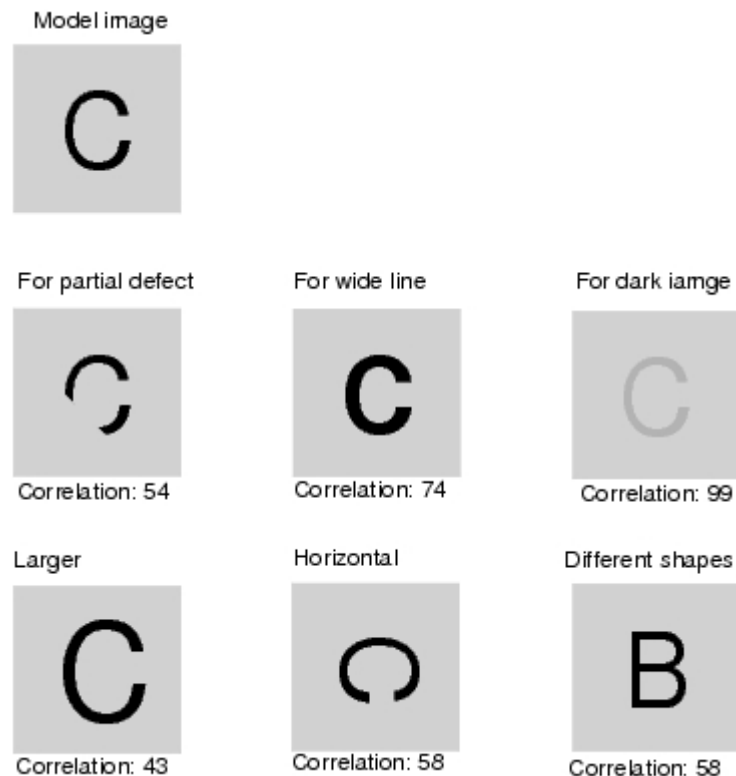 Model image
C
For partial defect
For wide line
For dark iamge
C
C
C
Correlation: 54
Correlation: 74
Correlation: 99
Larger
Horizontal
Different shapes
C
C
B
Correlation: 43
Correlation: 58
Correlation: 58